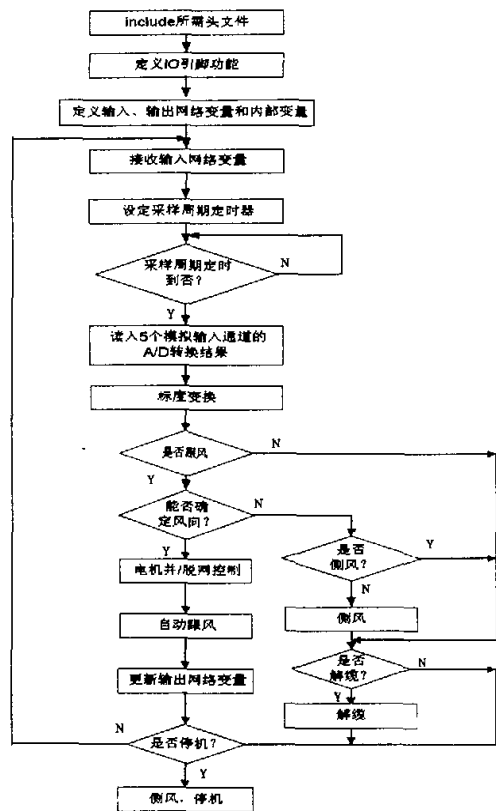 include所需头文件
定义IO引脚功能
定义输入、输出网络变量和内部变量
接收输入网络变量
设定采样周期定时器
采样周期定时
到否？
N
Y
读入5个模拟输入通道的
A/D转换结果
标度变换
是否跟风
N
Y
能否确
定风向？
N
Y
是否
侧风？
Y
N
电机并/脱网控制
侧风
自动跟风
是否
解缆？
N
Y
更新输出网络变量
解缆
N
是否停机？
Y
侧风，停机